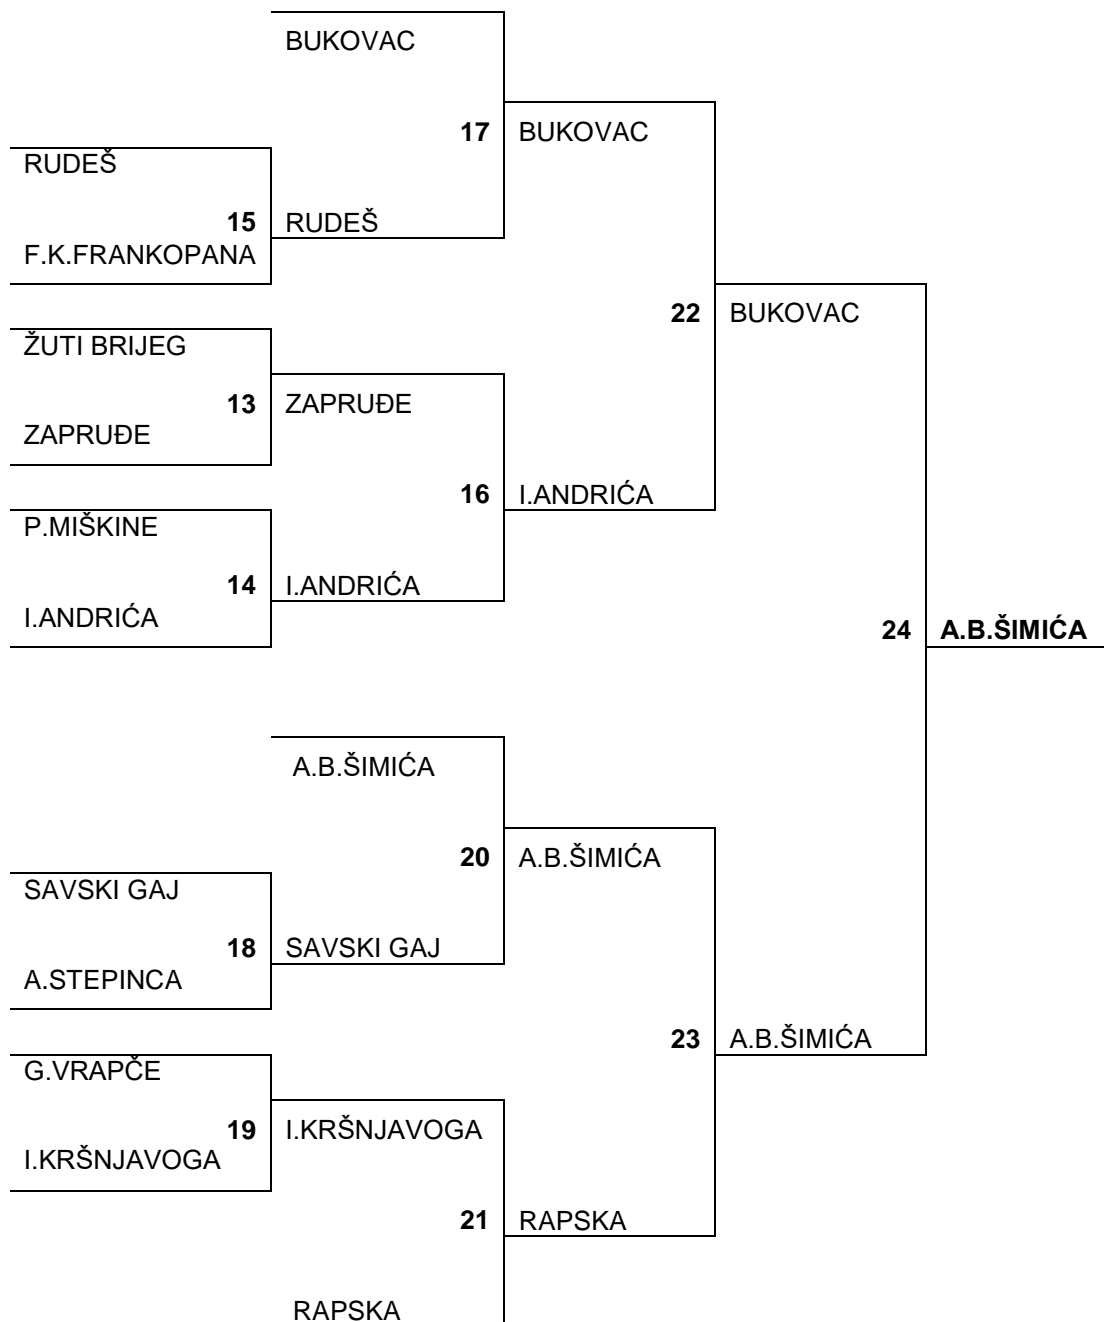 BUKOVAC
17 BUKOVAC
RUDEŠ
15 RUDEŠ
F.K.FRANKOPANA
22 BUKOVAC
ŽUTI BRIJEG
13 ZAPRUĐE
ZAPRUĐE
16 I.ANDRIĆA
P.MIŠKINE
14 I.ANDRIĆA
I.ANDRIĆA
24 A.B.ŠIMIĆA
A.B.ŠIMIĆA
20 A.B.ŠIMIĆA
SAVSKI GAJ
18 SAVSKI GAJ
A.STEPINCA
23 A.B.ŠIMIĆA
G.VRAPČE
19 I.KRŠNJAVOGA
I.KRŠNJAVOGA
21 RAPSKA
RAPSKA